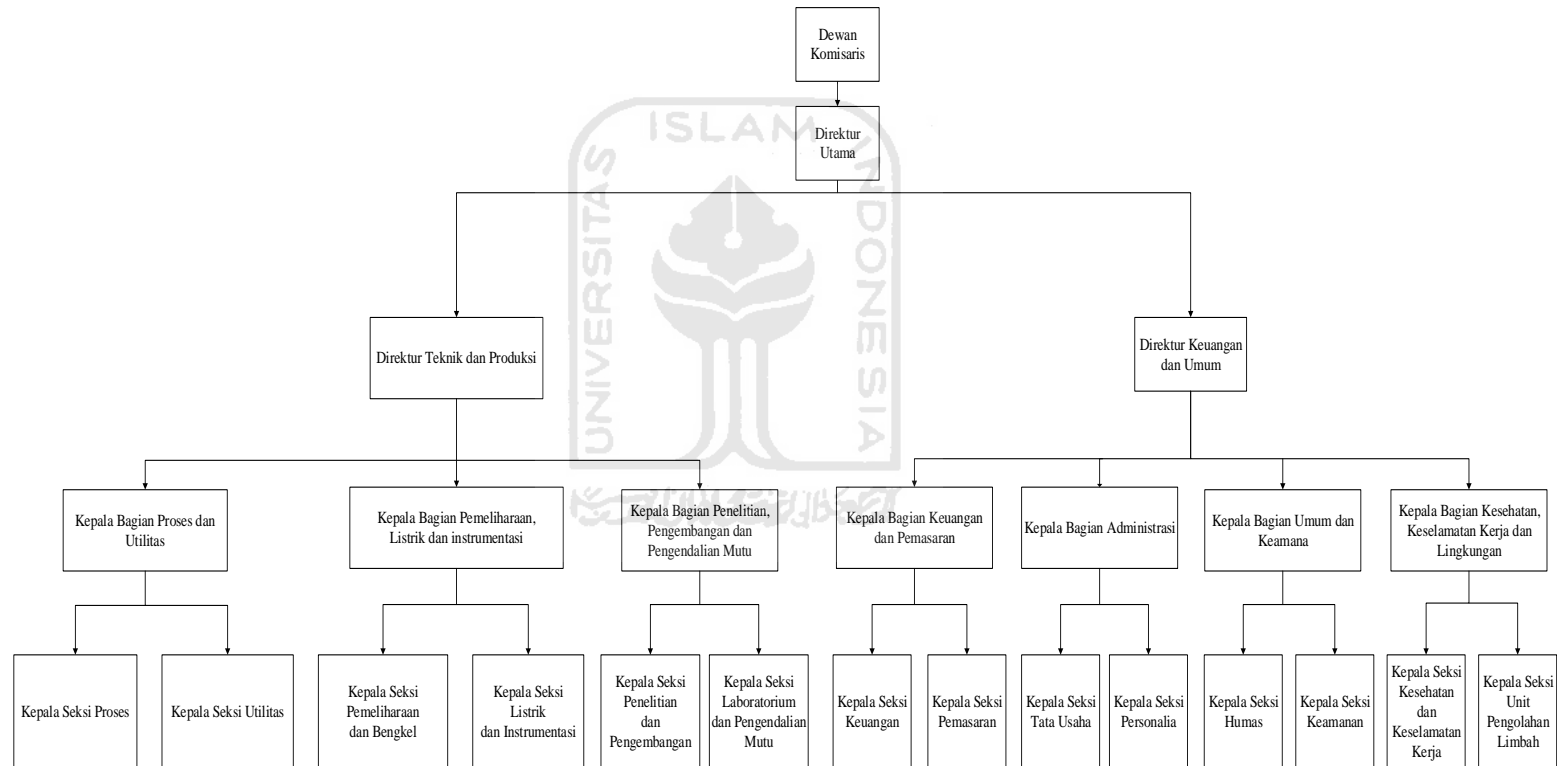 Dewan
Komisaris
Direktur
Utama
ISLAM
UNIVERSITAS
INDONESIA
Direktur Teknik dan Produksi
Direktur Keuangan
dan Umum
Kepala Bagian Proses dan
Utilitas
Kepala Bagian Pemeliharaan,
Listrik dan instrumentasi
Kepala Bagian Penelitian,
Pengembangan dan
Pengendalian Mutu
Kepala Bagian Keuangan
dan Pemasaran
Kepala Bagian Administrasi
Kepala Bagian Umum dan
Keamana
Kepala Bagian Kesehatan,
Keselamatan Kerja dan
Lingkungan
Kepala Seksi Proses
Kepala Seksi Utilitas
Kepala Seksi
Pemeliharaan
dan Bengkel
Kepala Seksi
Listrik
dan Instrumentasi
Kepala Seksi
Penelitian
dan
Pengembangan
Kepala Seksi
Laboratorium
dan Pengendalian
Mutu
Kepala Seksi
Keuangan
Kepala Seksi
Pemasaran
Kepala Seksi
Tata Usaha
Kepala Seksi
Personalia
Kepala Seksi
Humas
Kepala Seksi
Keamanan
Kepala Seksi
Kesehatan
dan
Keselamatan
Kerja
Kepala Seksi
Unit
Pengolahan
Limbah